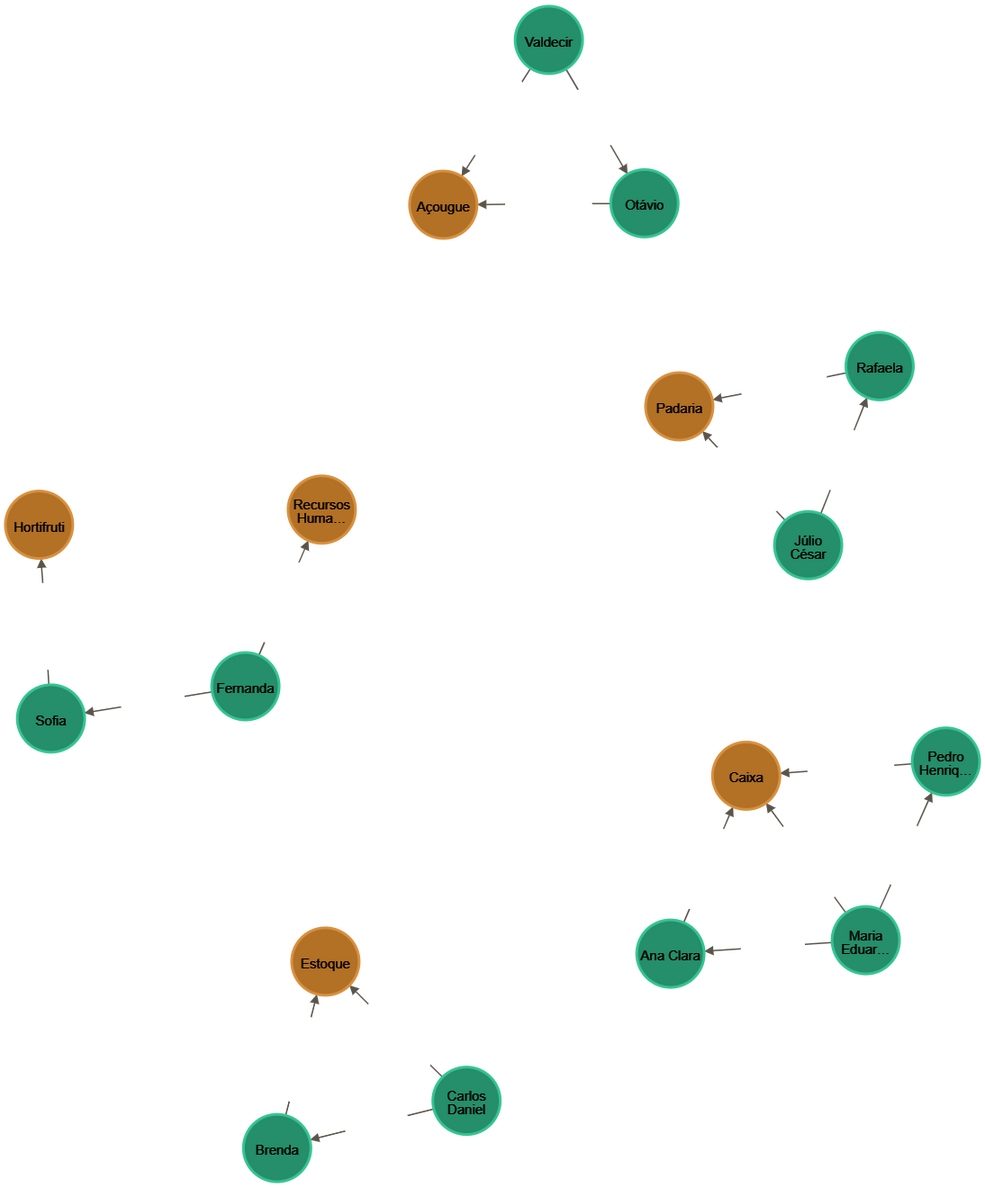 Valdecir
Açougue
Otávio
Rafaela
Padaria
Recursos
Huma...
Hortifruti
Júlio
César
Fernanda
Sofia
Pedro
Henriq...
Caixa
Maria
Eduar...
Ana Clara
Estoque
Carlos
Daniel
Brenda